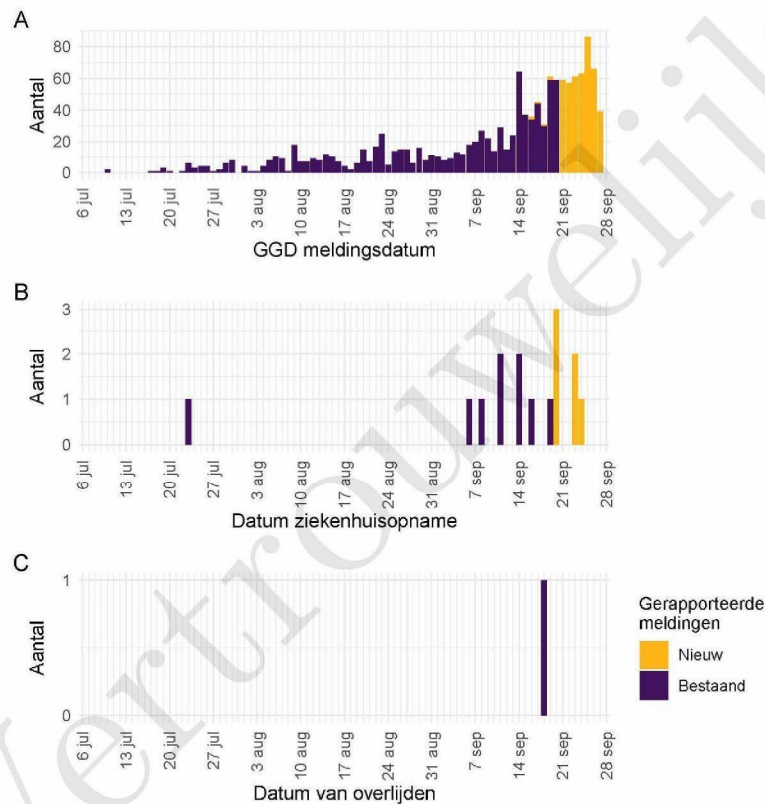 A
80
60
40
20
0
Aantal
6 jul
13 jul
20 jul
27 jul
3 aug
10 aug
17 aug
24 aug
31 aug
7 sep
14 sep
21 sep
28 sep
GGD meldingsdatum
B
3
2
1
0
Aantal
6 jul
13 jul
20 jul
27 jul
3 aug
10 aug
17 aug
24 aug
31 aug
7 sep
14 sep
21 sep
28 sep
Datum ziekenhuisopname
C
1
0
Aantal
6 jul
13 jul
20 jul
27 jul
3 aug
10 aug
17 aug
24 aug
31 aug
7 sep
14 sep
21 sep
28 sep
Datum van overlijden
Gerapporteerde
meldingen
Nieuw
Bestaand
Vertrouwelijk